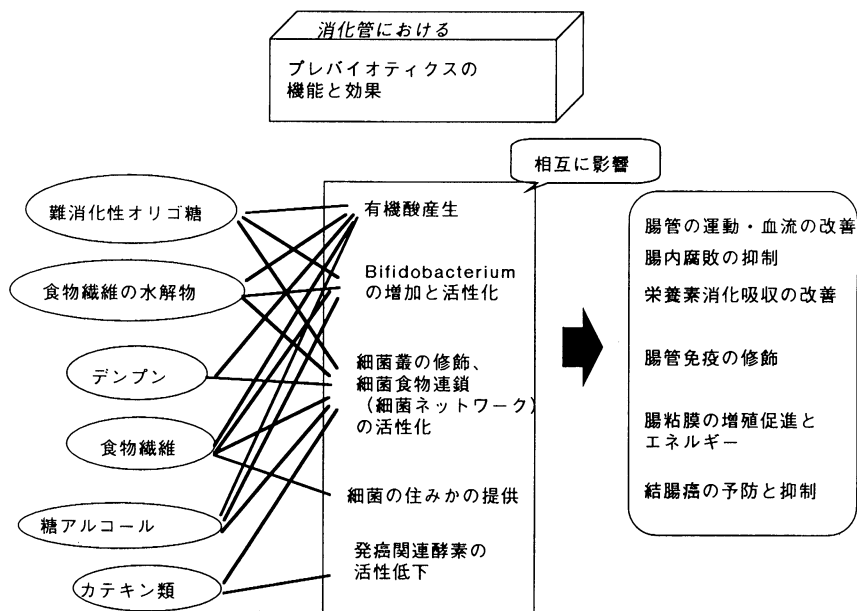 消化管における
プレバイオティクスの
機能と効果
相互に影響
難消化性オリゴ糖
食物繊維の水解物
デンプン
食物繊維
糖アルコール
カテキン類
有機酸産生
Bifidobacterium
の増加と活性化
細菌叢の修飾、
細菌食物連鎖
（細菌ネットワーク）
の活性化
細菌の住みかの提供
発癌関連酵素の
活性低下
腸管の運動・血流の改善
腸内腐敗の抑制
栄養素消化吸収の改善
腸管免疫の修飾
腸粘膜の増殖促進と
エネルギー
結腸癌の予防と抑制